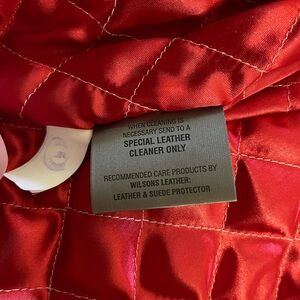 WHEN CLEANING IS
NECESSARY SEND TO A
SPECIAL LEATHER
CLEANER ONLY
RECOMMENDED CARE PRODUCTS BY
WILSONS LEATHER:
LEATHER & SUEDE PROTECTOR